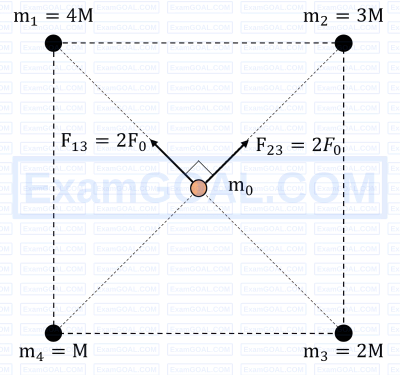 m₁ = 4M
m₂ = 3M
F₁₃ = 2F₀
F₂₃ = 2F₀
m₀
ExamGOAL.COM
m₄ = M
m₃ = 2M